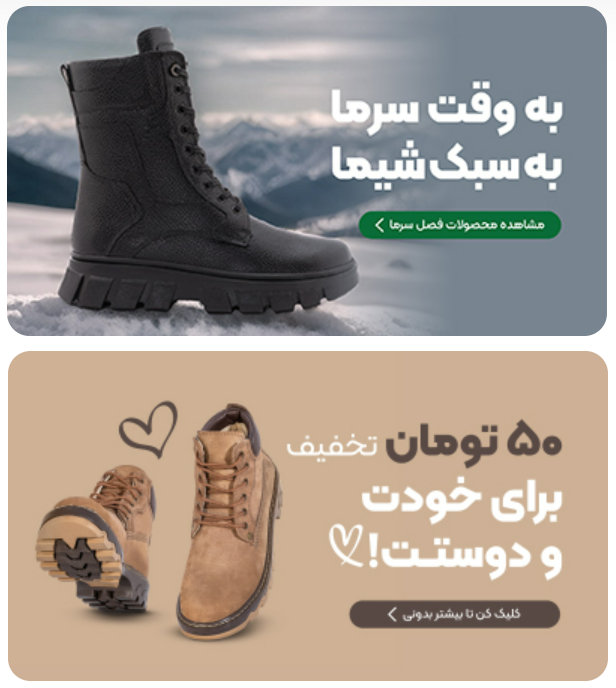 به وقت سرما
به سبک شیما
مشاهده محصولات فصل سرما
۵۰ تومان تخفیف
برای خودت
و دوستت!
کلیک کن تا بیشتر بدونی